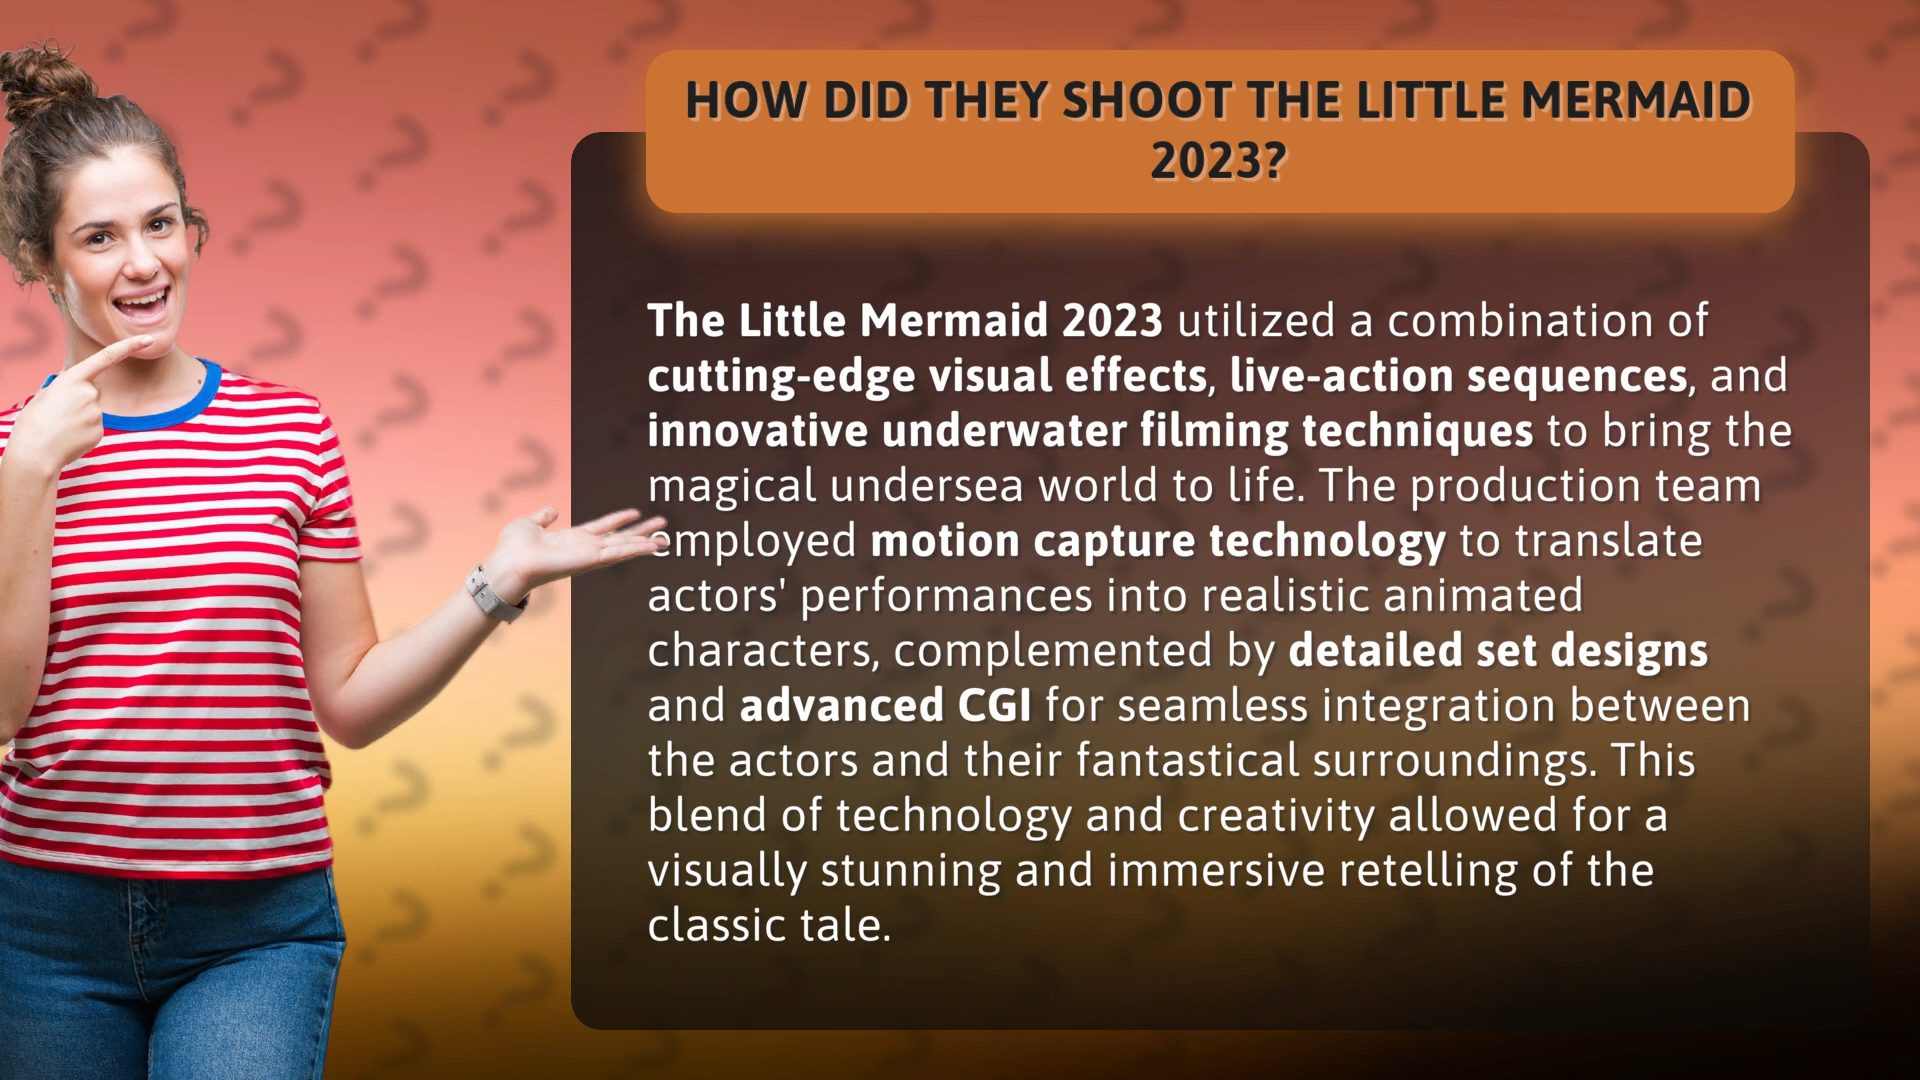 HOW DID THEY SHOOT THE LITTLE MERMAID
2023?
The Little Mermaid 2023 utilized a combination of
cutting-edge visual effects, live-action sequences, and
innovative underwater filming techniques to bring the
magical undersea world to life. The production team
employed motion capture technology to translate
actors' performances into realistic animated
characters, complemented by detailed set designs
and advanced CGI for seamless integration between
the actors and their fantastical surroundings. This
blend of technology and creativity allowed for a
visually stunning and immersive retelling of the
classic tale.